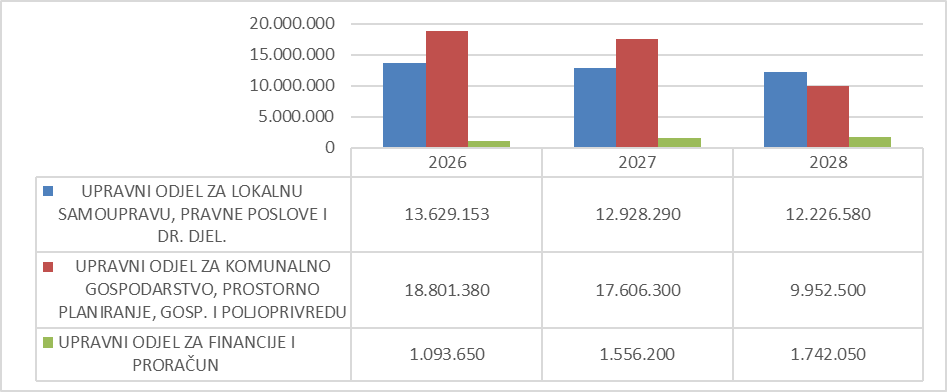 20.000.000
15.000.000
10.000.000
5.000.000
0
2026 2027 2028
UPRAVNI ODJEL ZA LOKALNU
SAMOUPRAVU, PRAVNE POSLOVE I
DR. DJEL.
13.629.153 12.928.290 12.226.580
UPRAVNI ODJEL ZA KOMUNALNO
GOSPODARSTVO, PROSTORNO
PLANIRANJE, GOSP. I POLJOPRIVREDU
18.801.380 17.606.300 9.952.500
UPRAVNI ODJEL ZA FINANCIJE I
PRORAČUN
1.093.650 1.556.200 1.742.050